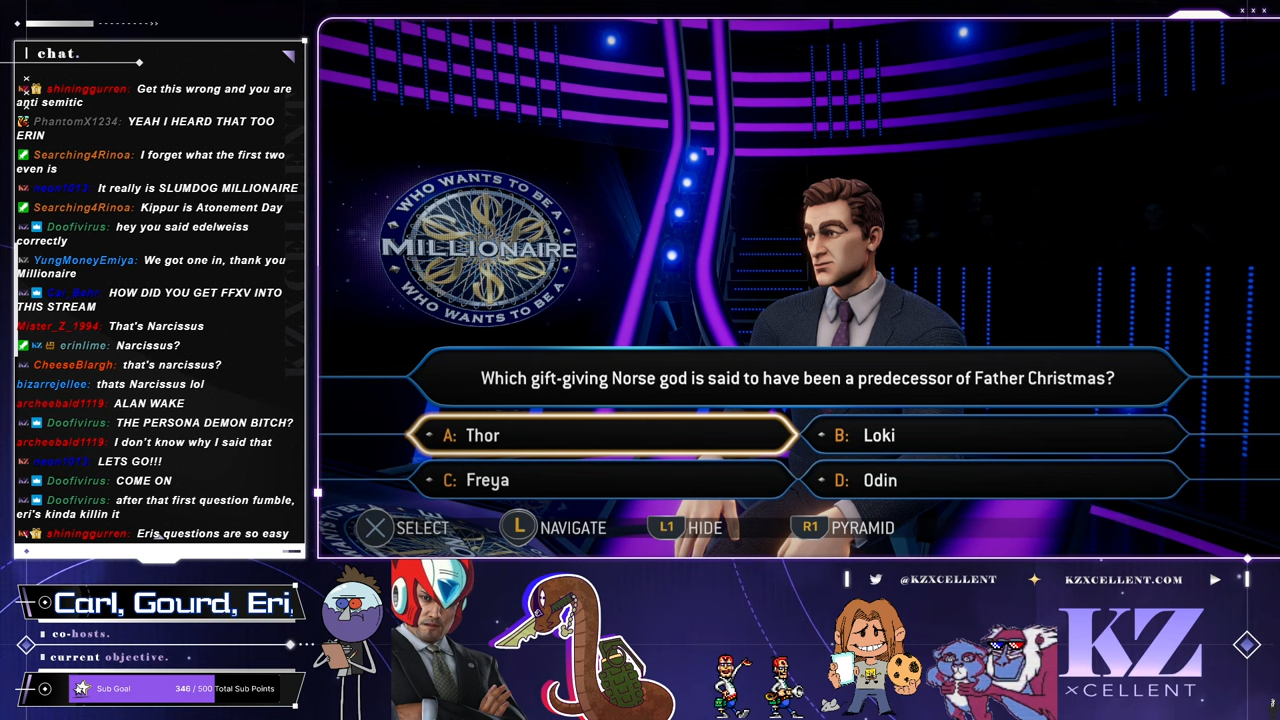 chat.
shininggurren: Get this wrong and you are
anti semitic
PhantomX1234: YEAH I HEARD THAT TOO
ERIN
Searching4Rinoa: I forget what the first two
even is
neon1013: It really is SLUMDOG MILLIONAIRE
Searching4Rinoa: Kippur is Atonement Day
Doofivirus: hey you said edelweiss
correctly
YungMoneyEmiya: We got one in, thank you
Millionaire
HOW DID YOU GET FFXV INTO
THIS STREAM
Mister_Z_1994: That's Narcissus
erinlime: Narcissus?
CheeseBlargh: that's narcissus?
bizarrejellee: thats Narcissus lol
archeebald1119: ALAN WAKE
Doofivirus: THE PERSONA DEMON BITCH?
archeebald1119: I don't know why I said that
neon1013: LETS GO!!!
Doofivirus: COME ON
Doofivirus: after that first question fumble,
eri's kinda killin it
shininggurren: Eris questions are so easy
WHO WANTS TO BE A
MILLIONAIRE
WHO WANTS TO BE A
Which gift-giving Norse god is said to have been a predecessor of Father Christmas?
A: Thor
B: Loki
C: Freya
D: Odin
SELECT
L NAVIGATE
L1 HIDE
R1 PYRAMID
Carl, Gourd, Eri,
co-hosts.
current objective.
Sub Goal
346 / 500 Total Sub Points
@KZXCELLENT
KZXCELLENT.COM
KZ
XCELLENT.